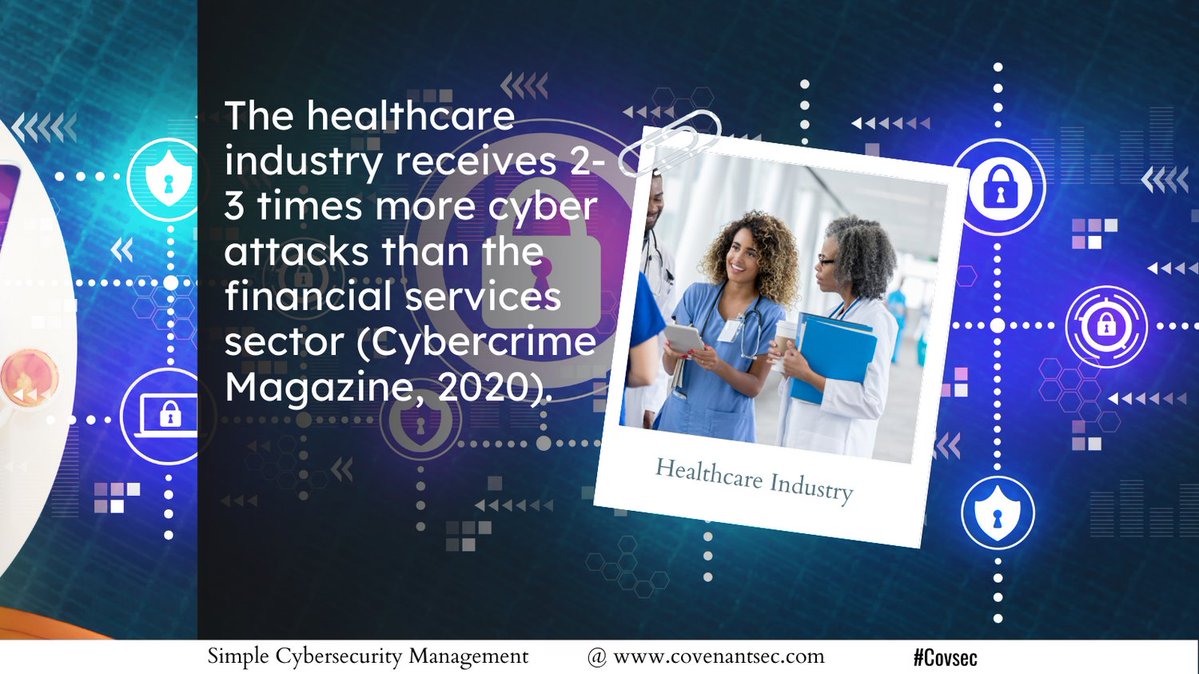 The healthcare
industry receives 2-
3 times more cyber
attacks than the
financial services
sector (Cybercrime
Magazine, 2020).
Healthcare Industry
Simple Cybersecurity Management @ www.covenantsec.com #Covsec